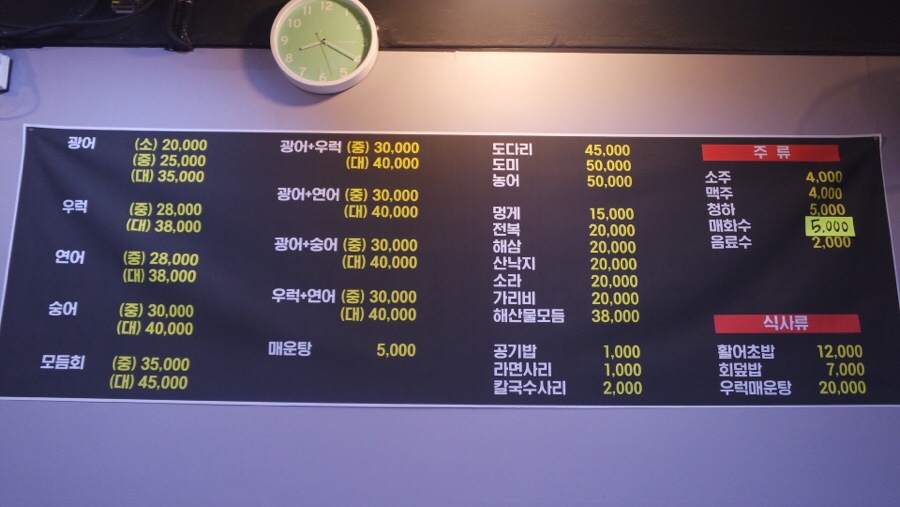 광어 (소) 20,000
(중) 25,000
(대) 35,000
우럭 (중) 28,000
(대) 38,000
연어 (중) 28,000
(대) 38,000
숭어 (중) 30,000
(대) 40,000
모듬회 (중) 35,000
(대) 45,000
광어+우럭 (중) 30,000
(대) 40,000
광어+연어 (중) 30,000
(대) 40,000
광어+숭어 (중) 30,000
(대) 40,000
우럭+연어 (중) 30,000
(대) 40,000
매운탕 5,000
도다리 45,000
도미 50,000
농어 50,000
멍게 15,000
전복 20,000
해삼 20,000
산낙지 20,000
소라 20,000
가리비 20,000
해산물모듬 38,000
공기밥 1,000
라면사리 1,000
칼국수사리 2,000
주 류
소주 4,000
맥주 4,000
청하 5,000
매화수 5,000
음료수 2,000
식사류
활어초밥 12,000
회덮밥 7,000
우럭매운탕 20,000